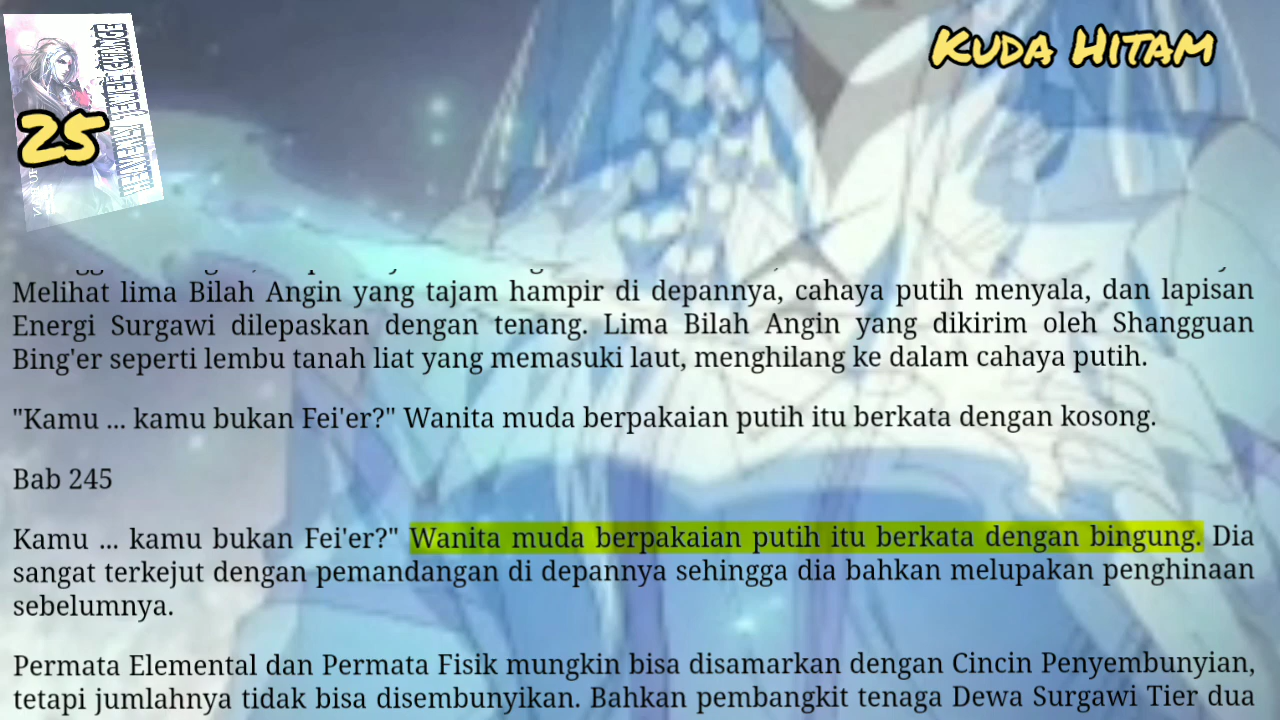 Kuda Hitam
HEAVENLY JEWEL CHANGE
25
Melihat lima Bilah Angin yang tajam hampir di depannya, cahaya putih menyala, dan lapisan
Energi Surgawi dilepaskan dengan tenang. Lima Bilah Angin yang dikirim oleh Shangguan
Bing'er seperti lembu tanah liat yang memasuki laut, menghilang ke dalam cahaya putih.
"Kamu ... kamu bukan Fei'er?" Wanita muda berpakaian putih itu berkata dengan kosong.
Bab 245
Kamu ... kamu bukan Fei'er?" Wanita muda berpakaian putih itu berkata dengan bingung. Dia
sangat terkejut dengan pemandangan di depannya sehingga dia bahkan melupakan penghinaan
sebelumnya.
Permata Elemental dan Permata Fisik mungkin bisa disamarkan dengan Cincin Penyembunyian,
tetapi jumlahnya tidak bisa disembunyikan. Bahkan pembangkit tenaga Dewa Surgawi Tier dua